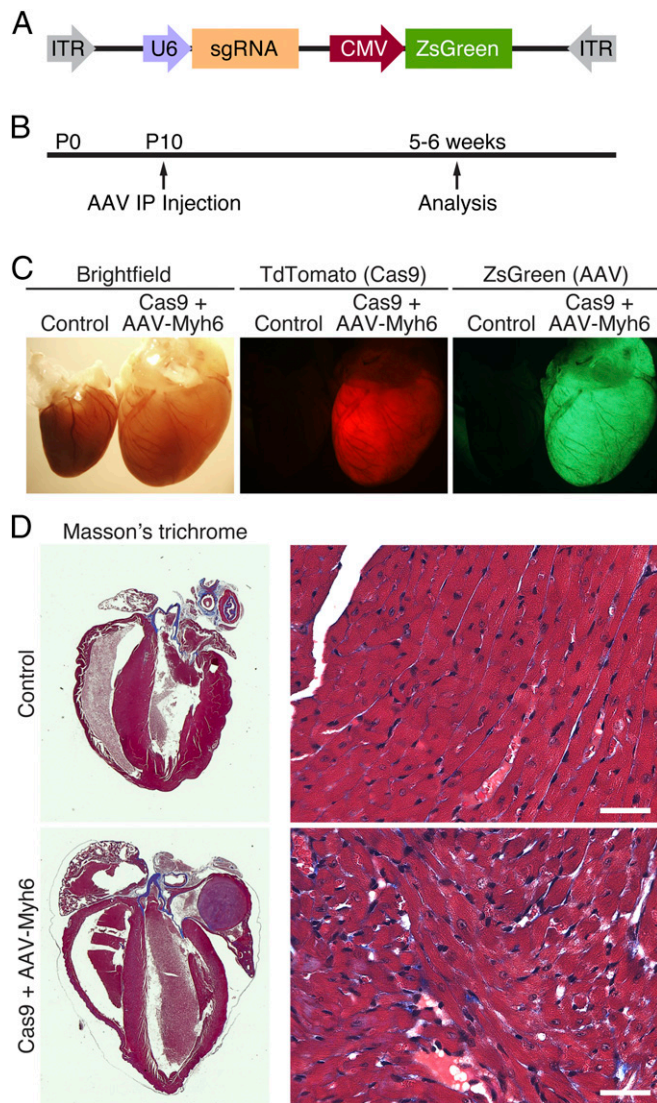 A
ITR U6 sgRNA CMV ZsGreen ITR
B
P0 P10 5-6 weeks
AAV IP Injection Analysis
C
Brightfield TdTomato (Cas9) ZsGreen (AAV)
Control Cas9 + AAV-Myh6 Control Cas9 + AAV-Myh6 Control Cas9 + AAV-Myh6
D
Masson's trichrome
Control
Cas9 + AAV-Myh6